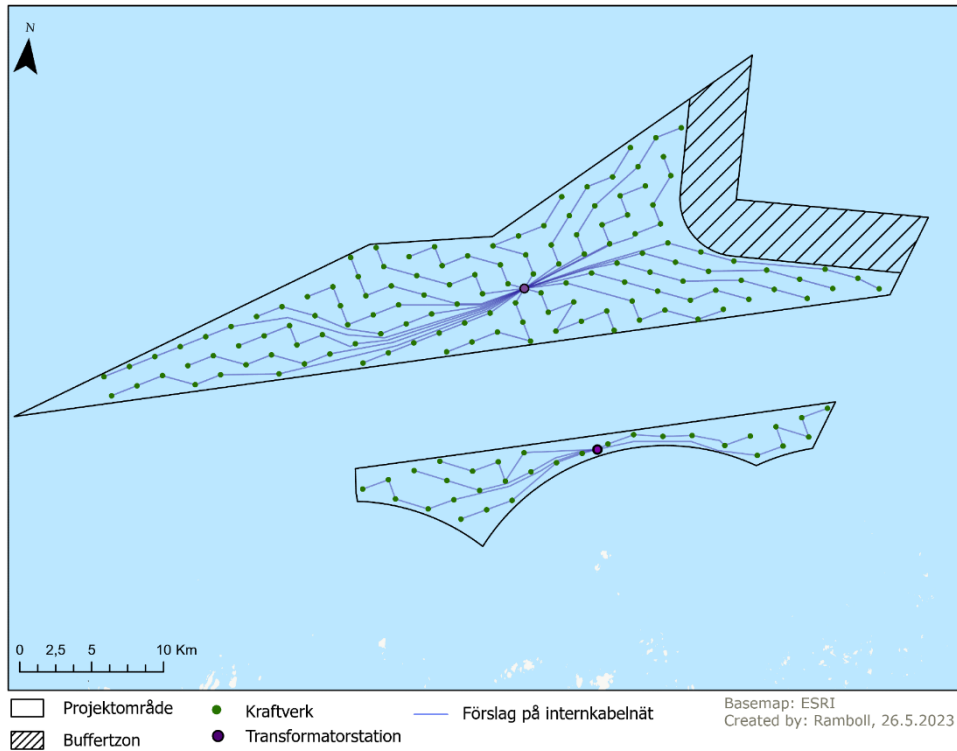 N
0 2,5 5 10 Km
Projektområde
Kraftverk
Förslag på internkabelnät
Basemap: ESRI
Created by: Ramboll, 26.5.2023
Buffertzon
Transformatorstation